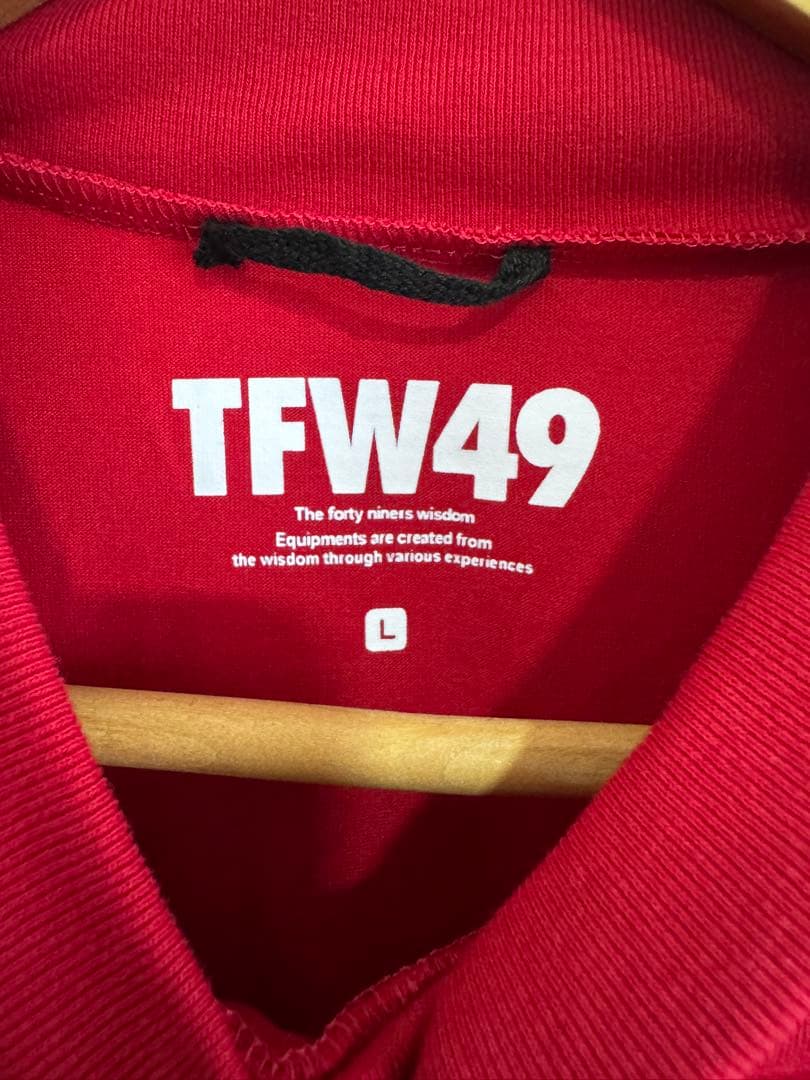 TFW49
The forty niners wisdom
Equipments are created from
the wisdom through various experiences
L